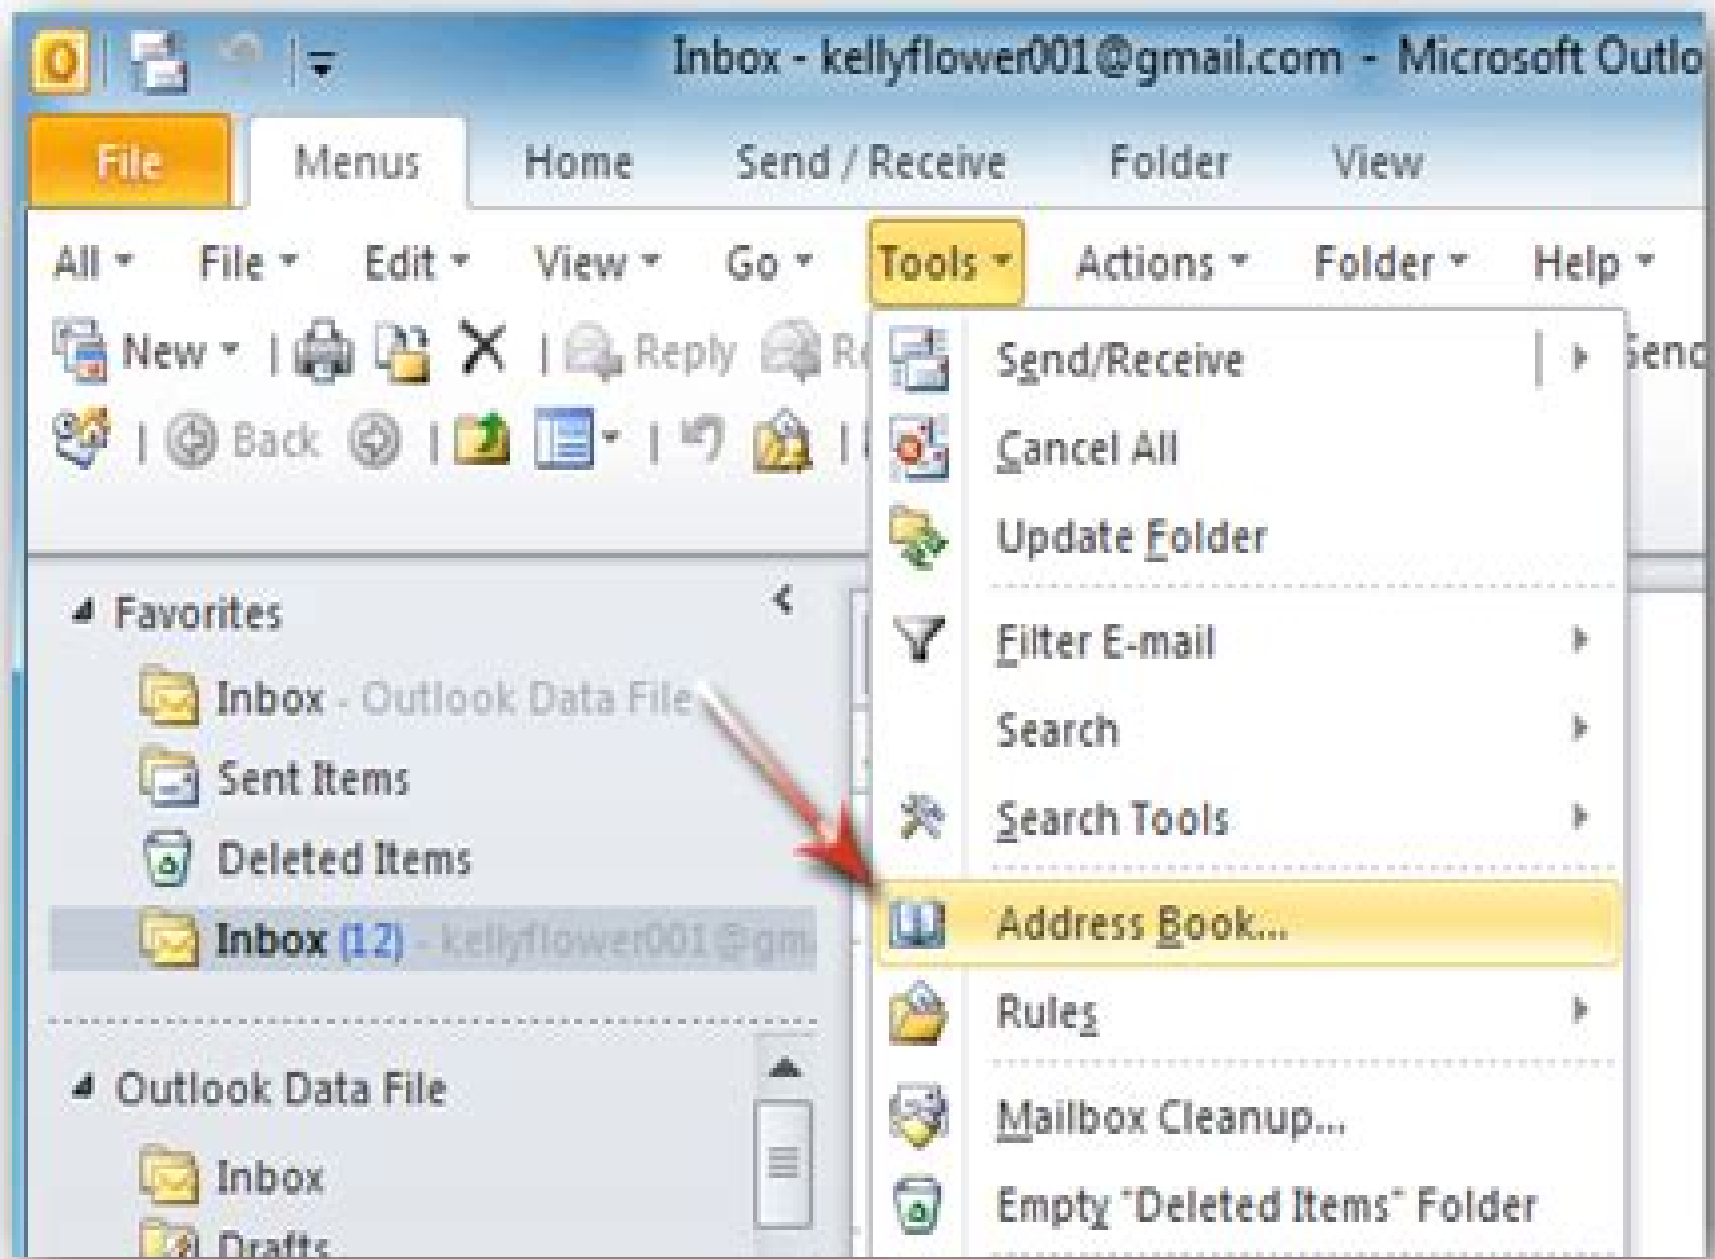 Inbox - kellyflower001@gmail.com - Microsoft Outlo
File Menus Home Send / Receive Folder View
All File Edit View Go Tools Actions Folder Help
New Reply Re Send
Back
Send/Receive
Cancel All
Update Folder
Filter E-mail
Search
Search Tools
Address Book...
Rules
Mailbox Cleanup...
Empty "Deleted Items" Folder
Favorites
Inbox - Outlook Data File
Sent Items
Deleted Items
Inbox (12) - kellyflower001@gm
Outlook Data File
Inbox
Drafts